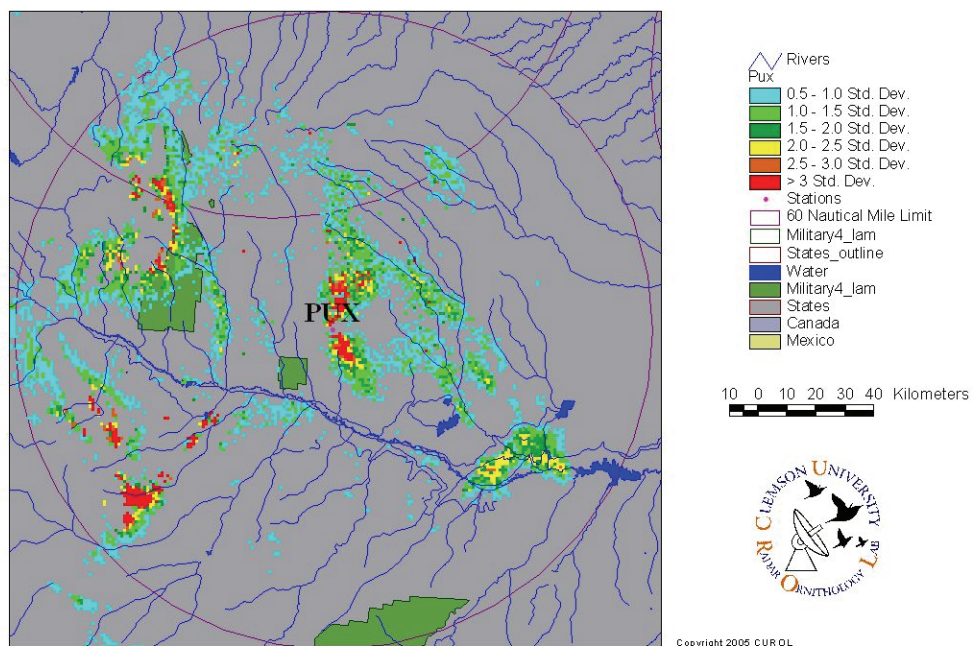 PUX
Rivers
Pux
0.5 - 1.0 Std. Dev.
1.0 - 1.5 Std. Dev.
1.5 - 2.0 Std. Dev.
2.0 - 2.5 Std. Dev.
2.5 - 3.0 Std. Dev.
> 3 Std. Dev.
Stations
60 Nautical Mile Limit
Military4_lam
States_outline
Water
Military4_lam
States
Canada
Mexico
10 0 10 20 30 40 Kilometers
CLEMSON UNIVERSITY
RADAR ORNITHOLOGY LAB
Copyright 2005 CUROL